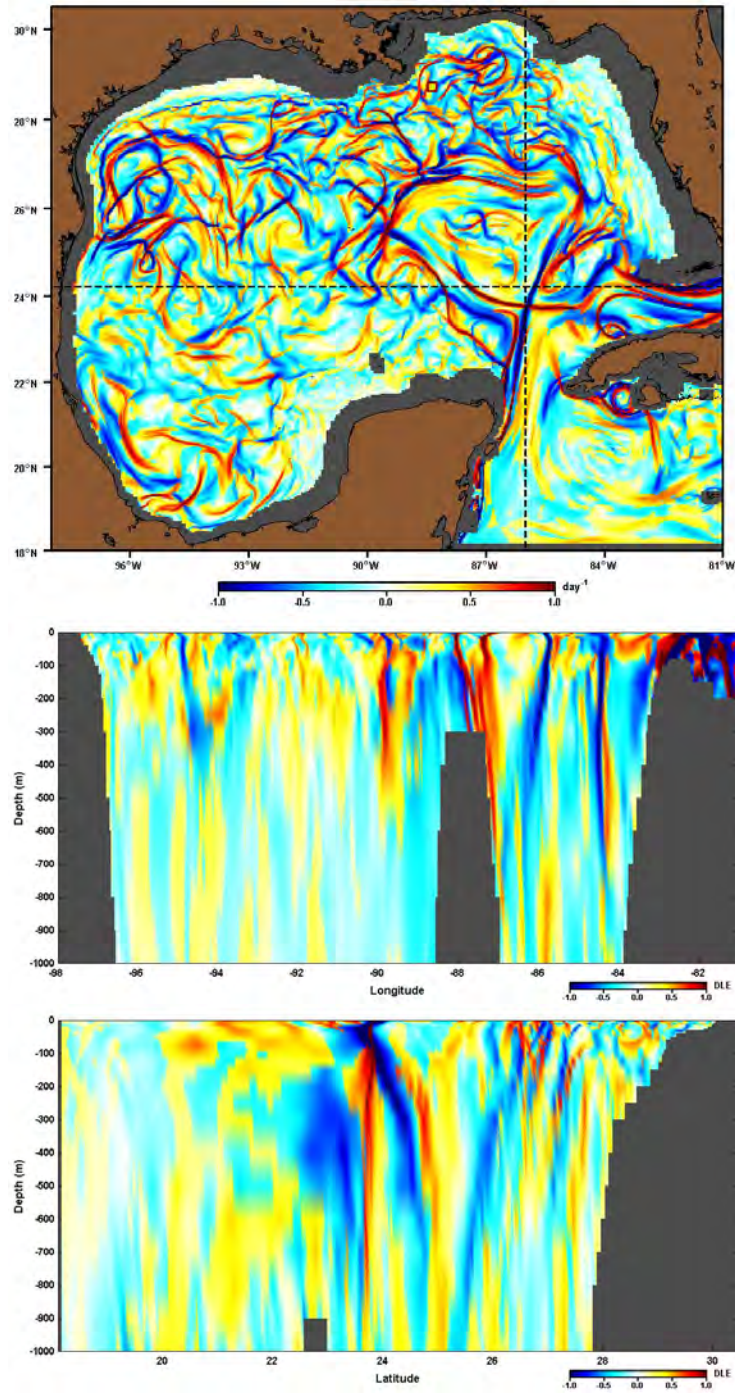 30°N
28°N
26°N
24°N
22°N
20°N
18°N
96°W 93°W 90°W 87°W 84°W 81°W
-1.0 -0.5 0.0 0.5 1.0 day⁻¹
0
-100
-200
-300
-400
-500
-600
-700
-800
-900
-1000
Depth (m)
-98 -96 -94 -92 -90 -88 -86 -84 -82
Longitude
-1.0 -0.5 0.0 0.5 1.0 DLE
0
-100
-200
-300
-400
-500
-600
-700
-800
-900
-1000
Depth (m)
20 22 24 26 28 30
Latitude
-1.0 -0.5 0.0 0.5 1.0 DLE